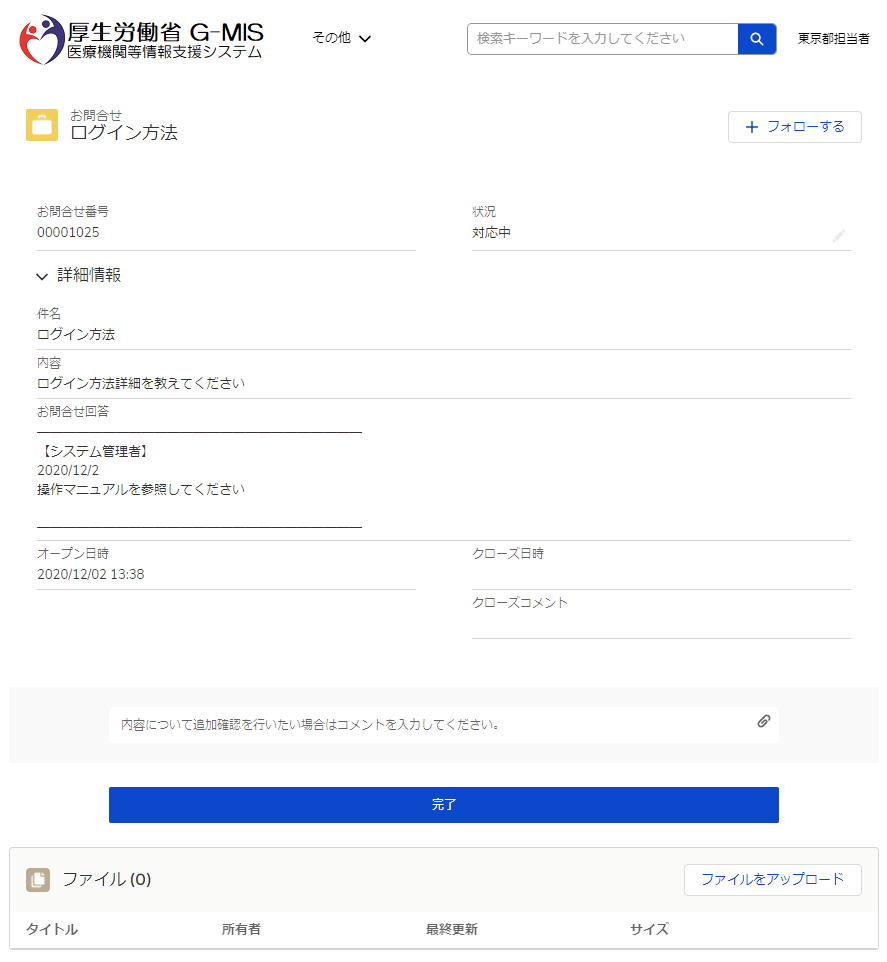 厚生労働省 G-MIS
医療機関等情報支援システム
その他
検索キーワードを入力してください
東京都担当者
お問合せ
ログイン方法
フォローする
お問合せ番号
00001025
状況
対応中
詳細情報
件名
ログイン方法
内容
ログイン方法詳細を教えてください
お問合せ回答
【システム管理者】
2020/12/2
操作マニュアルを参照してください
オープン日時
2020/12/02 13:38
クローズ日時
クローズコメント
内容について追加確認を行いたい場合はコメントを入力してください。
完了
ファイル (0)
ファイルをアップロード
タイトル 所有者 最終更新 サイズ